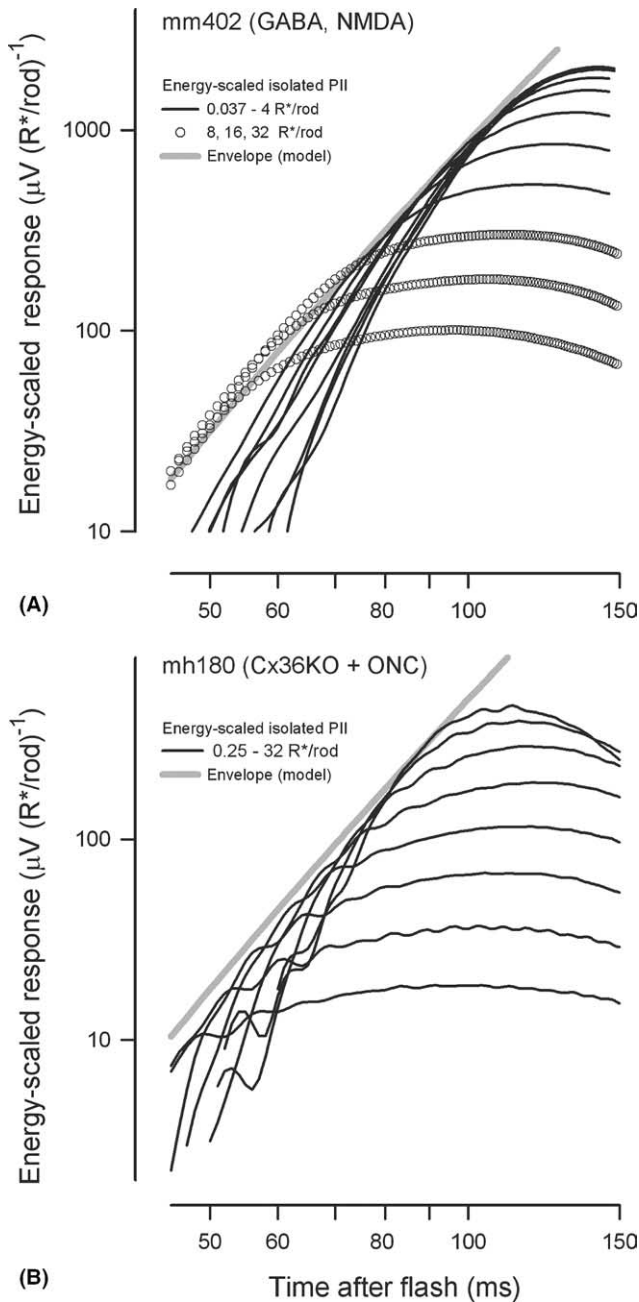 mm402 (GABA, NMDA)
Energy-scaled isolated PII
0.037 - 4 R*/rod
8, 16, 32 R*/rod
Envelope (model)
1000
100
10
Energy-scaled response (μV (R*/rod)⁻¹
50
60
80
100
150
(A)
mh180 (Cx36KO + ONC)
Energy-scaled isolated PII
0.25 - 32 R*/rod
Envelope (model)
100
10
Energy-scaled response (μV (R*/rod)⁻¹
50
60
80
100
150
(B)
Time after flash (ms)